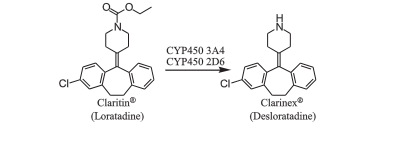 O
O
N
H
N
CYP450 3A4
CYP450 2D6
Cl
Cl
Claritin®
(Loratadine)
Clarinex®
(Desloratadine)